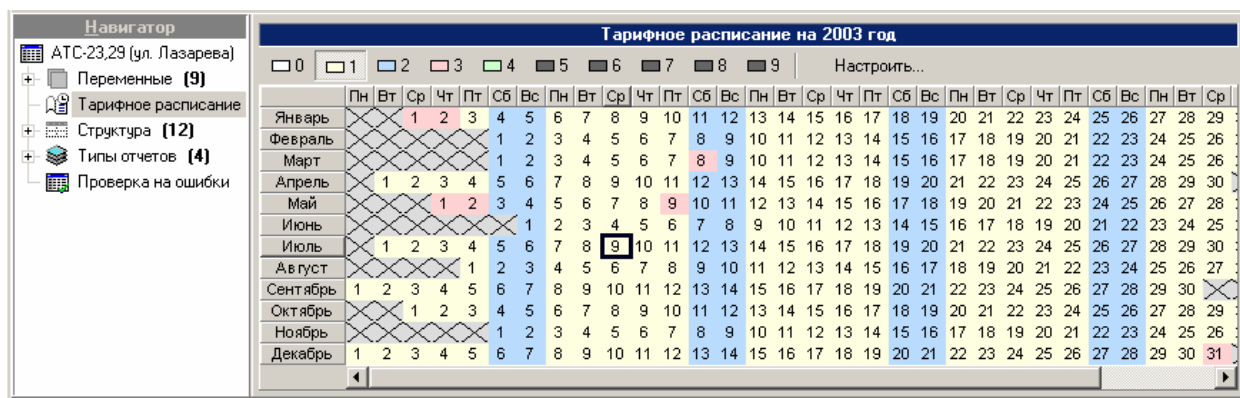 Навигатор
АТС-23,29 (ул. Лазарева)
Переменные (9)
Тарифное расписание
Структура (12)
Типы отчетов (4)
Проверка на ошибки
Тарифное расписание на 2003 год
0 1 2 3 4 5 6 7 8 9 Настроить...
Пн Вт Ср Чт Пт Сб Вс Пн Вт Ср Чт Пт Сб Вс Пн Вт Ср Чт Пт Сб Вс Пн Вт Ср Чт Пт Сб Вс Пн Вт Ср
Январь 1 2 3 4 5 6 7 8 9 10 11 12 13 14 15 16 17 18 19 20 21 22 23 24 25 26 27 28 29
Февраль 1 2 3 4 5 6 7 8 9 10 11 12 13 14 15 16 17 18 19 20 21 22 23 24 25 26
Март 1 2 3 4 5 6 7 8 9 10 11 12 13 14 15 16 17 18 19 20 21 22 23 24 25 26
Апрель 1 2 3 4 5 6 7 8 9 10 11 12 13 14 15 16 17 18 19 20 21 22 23 24 25 26 27 28 29 30
Май 1 2 3 4 5 6 7 8 9 10 11 12 13 14 15 16 17 18 19 20 21 22 23 24 25 26 27 28
Июнь 1 2 3 4 5 6 7 8 9 10 11 12 13 14 15 16 17 18 19 20 21 22 23 24 25
Июль 1 2 3 4 5 6 7 8 9 10 11 12 13 14 15 16 17 18 19 20 21 22 23 24 25 26 27 28 29 30
Август 1 2 3 4 5 6 7 8 9 10 11 12 13 14 15 16 17 18 19 20 21 22 23 24 25 26 27
Сентябрь 1 2 3 4 5 6 7 8 9 10 11 12 13 14 15 16 17 18 19 20 21 22 23 24 25 26 27 28 29 30
Октябрь 1 2 3 4 5 6 7 8 9 10 11 12 13 14 15 16 17 18 19 20 21 22 23 24 25 26 27 28 29
Ноябрь 1 2 3 4 5 6 7 8 9 10 11 12 13 14 15 16 17 18 19 20 21 22 23 24 25 26
Декабрь 1 2 3 4 5 6 7 8 9 10 11 12 13 14 15 16 17 18 19 20 21 22 23 24 25 26 27 28 29 30 31